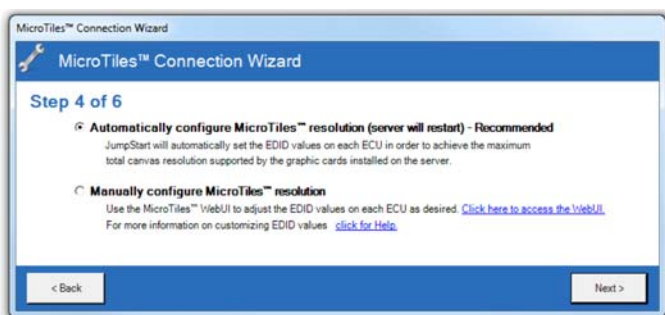 MicroTiles™ Connection Wizard
MicroTiles™ Connection Wizard
Step 4 of 6
Automatically configure MicroTiles™ resolution (server will restart) - Recommended
JumpStart will automatically set the EDID values on each ECU in order to achieve the maximum
total canvas resolution supported by the graphic cards installed on the server.
Manually configure MicroTiles™ resolution
Use the MicroTiles™ WebUI to adjust the EDID values on each ECU as desired. Click here to access the WebUI.
For more information on customizing EDID values click for Help.
< Back Next >